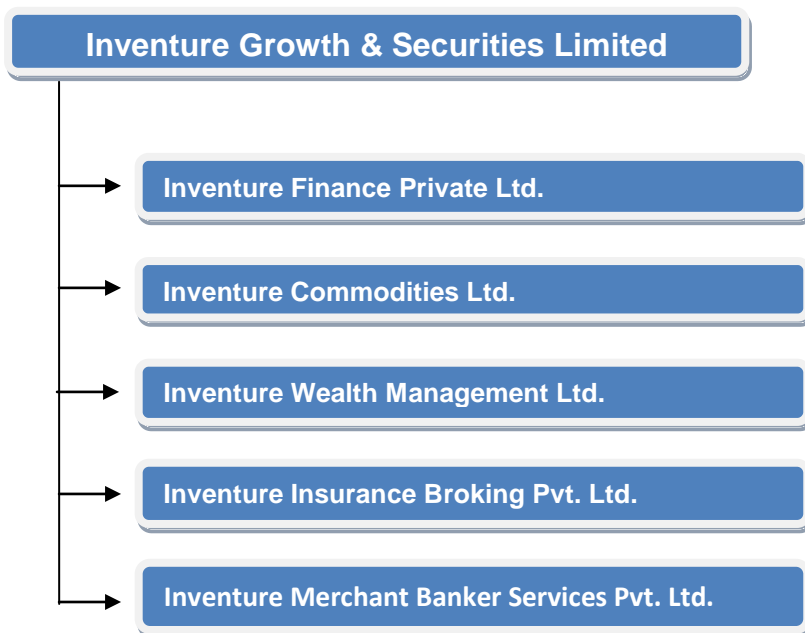 Inventure Growth & Securities Limited
Inventure Finance Private Ltd.
Inventure Commodities Ltd.
Inventure Wealth Management Ltd.
Inventure Insurance Broking Pvt. Ltd.
Inventure Merchant Banker Services Pvt. Ltd.